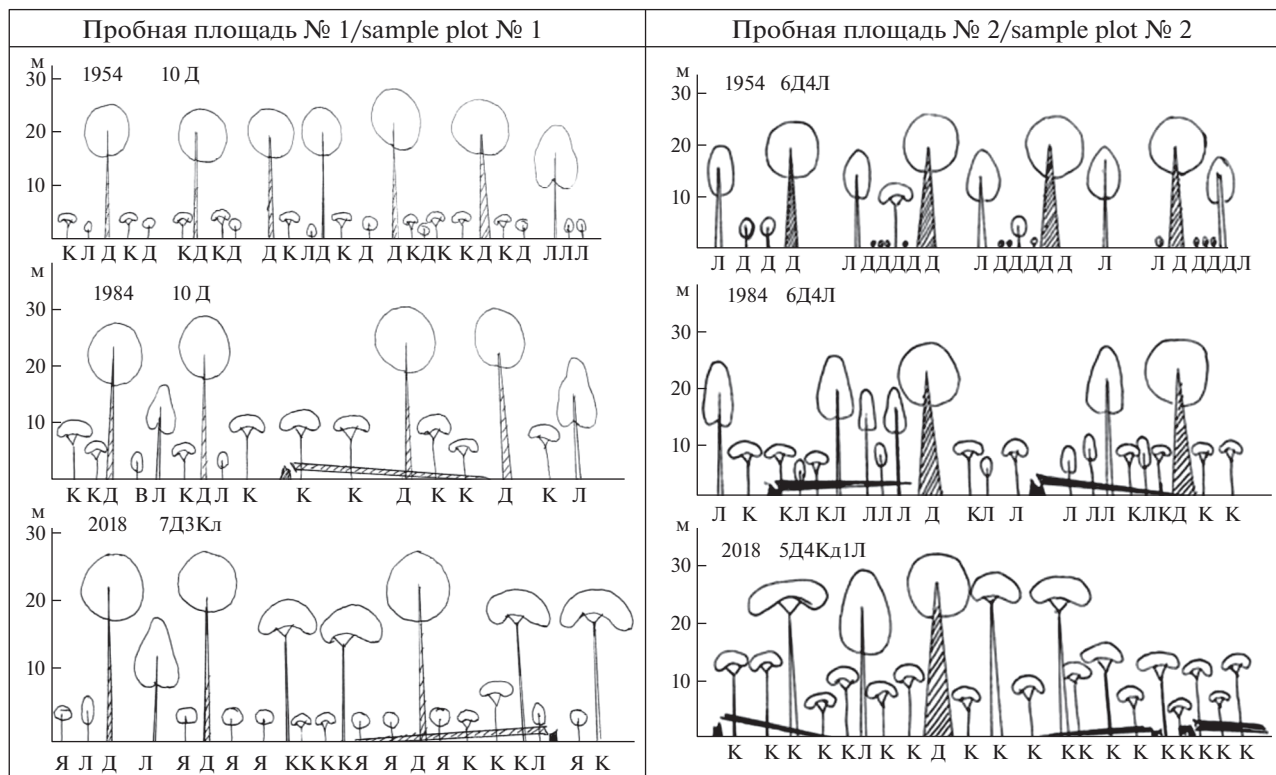 Пробная площадь № 1/sample plot № 1
м
1954 10 Д
30
20
10
К Л Д К Д К Д К Д Д К Л Д К Д Д К Д К К Д К Д Л Л Л
м
1984 10 Д
30
20
10
К К Д В Л К Д Л К К К Д К К Д К Л
м
2018 7Д3Кл
30
20
10
Я Л Д Л Я Д Я Я К К К К Я Я Д Я К К К Л Я К
Пробная площадь № 2/sample plot № 2
м
1954 6Д4Л
30
20
10
Л Д Д Д Л Д Д Д Д Д Л Д Д Д Д Д Л Л Д Д Д Д Л
м
1984 6Д4Л
30
20
10
Л К К Л К Л Л Л Л Д К Л Л Л Л Л К Л К Д К К
м
2018 5Д4Кд1Л
30
20
10
К К К К К Л К К Д К К К К К К К К К К К К